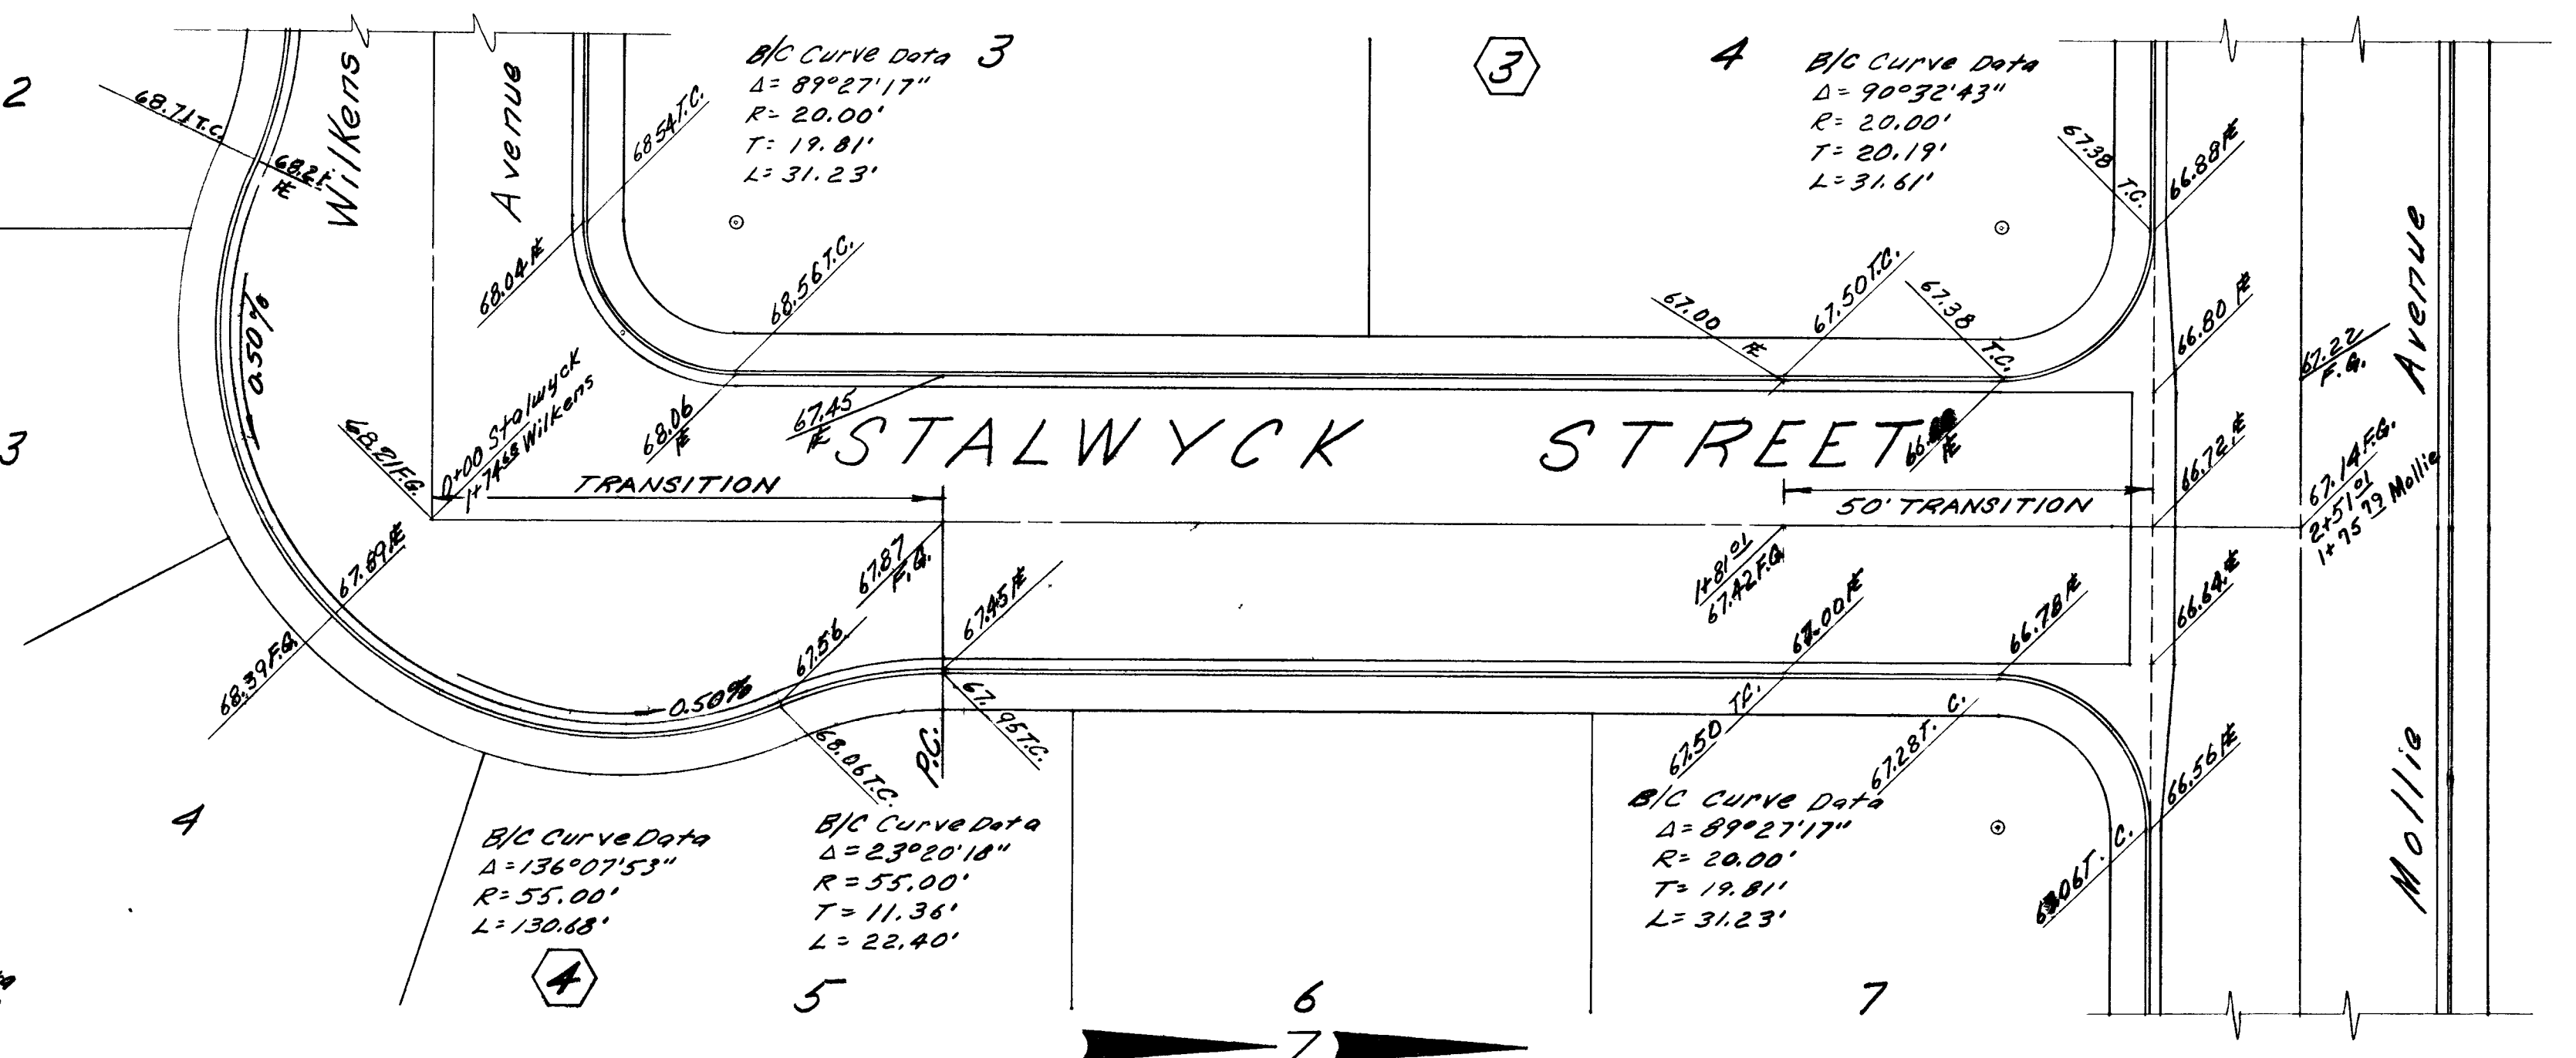 2
3
4
68.71 T.C.
68.21
℄
Wilkens
Avenue
68.54 T.C.
68.04 ℄
B/C Curve Data
Δ= 89°27'17"
R= 20.00'
T= 19.81'
L= 31.23'
3
3
4
B/C Curve Data
Δ= 90°32'43"
R= 20.00'
T= 20.19'
L= 31.61'
67.38 T.C.
66.88 ℄
0.50%
68.56 T.C.
68.06
℄
67.45
℄
67.00
℄
67.50 T.C.
67.38 T.C.
66.80 ℄
67.22
F.G.
Avenue
68.21 F.G.
0+00 Stalwyck
1+74.68 Wilkens
STALWYCK STREET
TRANSITION
50' TRANSITION
66.72 ℄
67.14 F.G.
2+51.01
1+75.79 Mollie
67.89 ℄
68.39 F.G.
67.87
F.G.
67.45 ℄
67.56
0.50%
68.06 T.C.
67.95 T.C.
P.C.
1+81.01
67.42 F.G.
67.00 ℄
67.50 T.C.
66.78 ℄
67.28 T.C.
66.64 ℄
66.56 ℄
06 T.C.
Mollie
B/C Curve Data
Δ=136°07'53"
R=55.00'
L=130.68'
B/C Curve Data
Δ=23°20'18"
R=55.00'
T=11.36'
L=22.40'
B/C Curve Data
Δ=89°27'17"
R=20.00'
T=19.81'
L=31.23'
4
5
6
7
Z